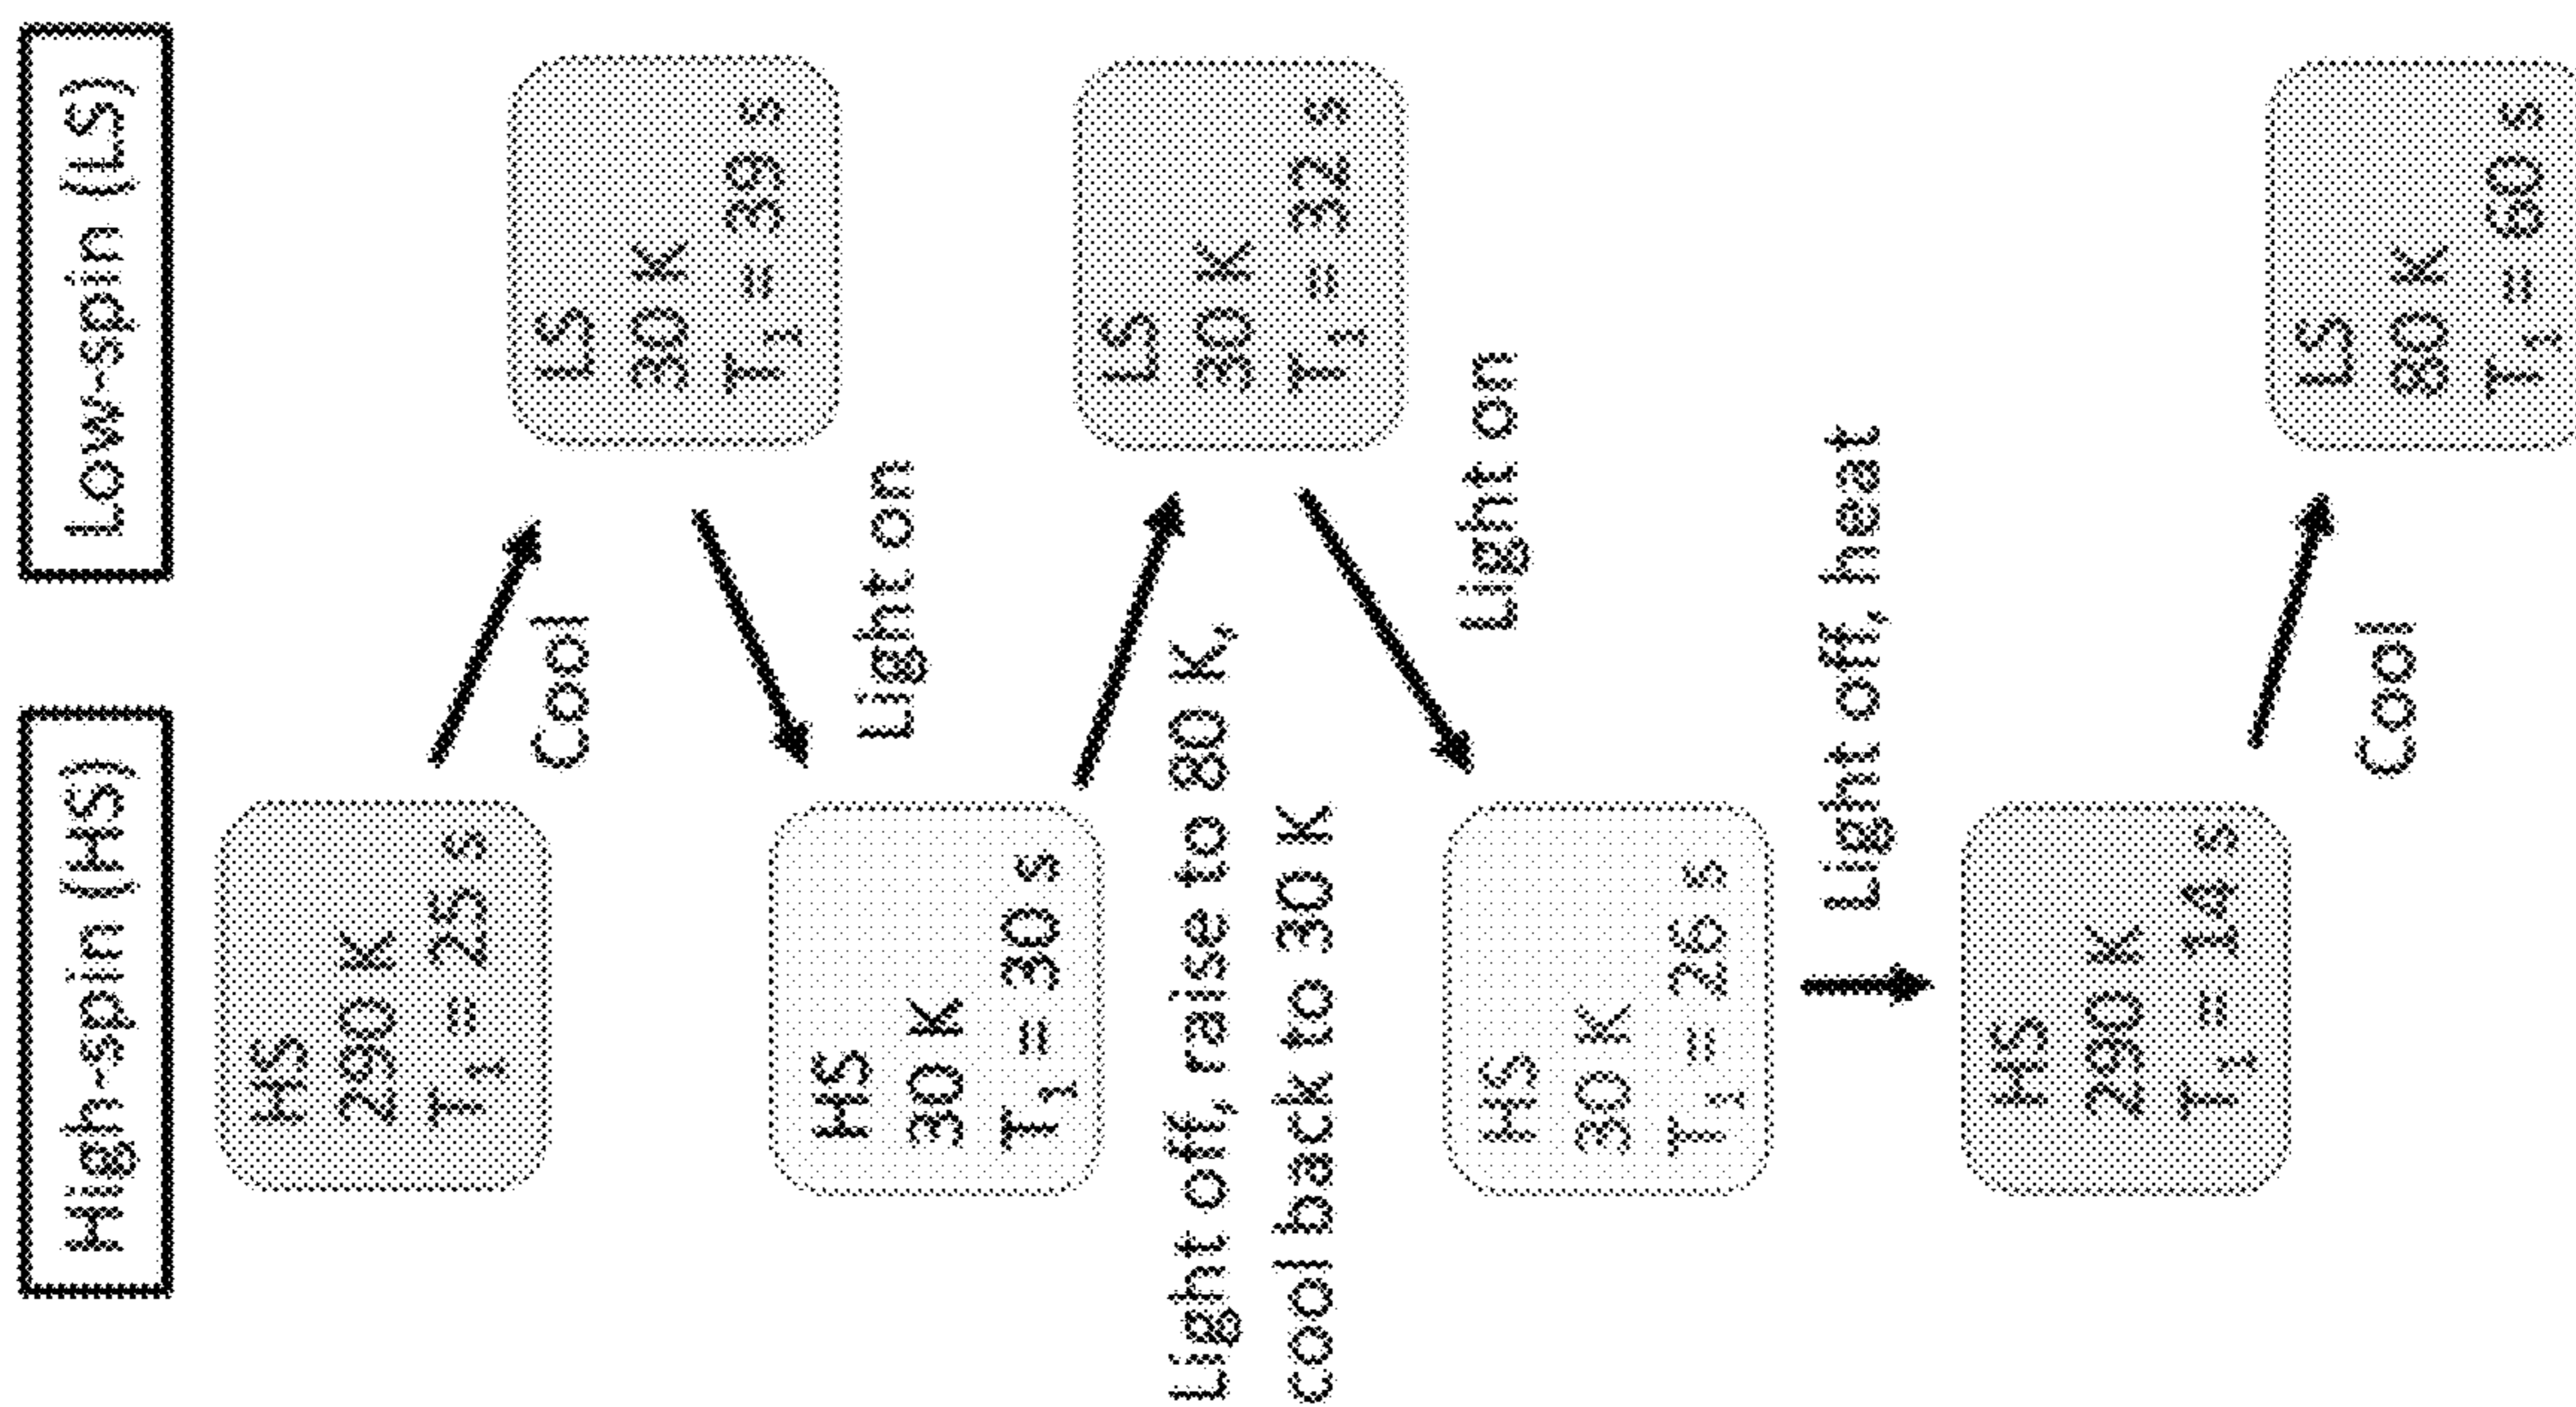 High-spin (HS)
Low-spin (LS)
HS
290 K
T₁ = 25 s
Cool
LS
30 K
T₁ = 39 s
Light on
HS
30 K
T₁ = 30 s
Light off, raise to 80 K,
cool back to 30 K
LS
30 K
T₁ = 32 s
Light on
HS
30 K
T₁ = 26 s
Light off, heat
HS
290 K
T₁ = 14 s
Cool
LS
80 K
T₁ = 60 s